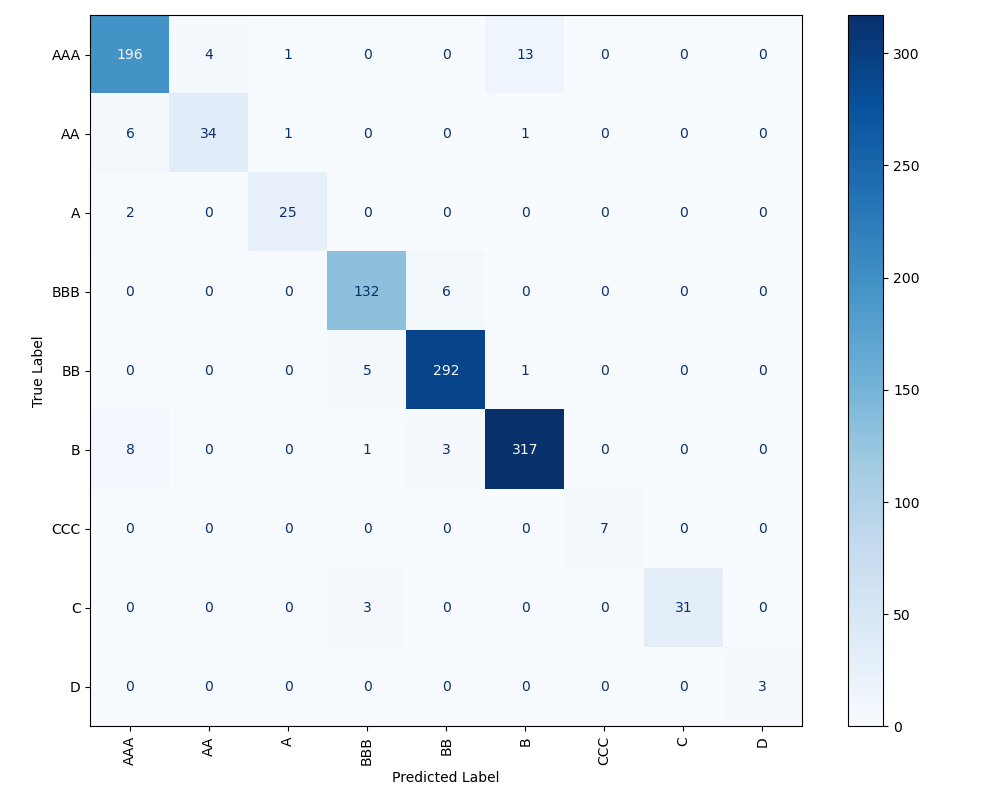 AAA 196 4 1 0 0 13 0 0 0
AA 6 34 1 0 0 1 0 0 0
A 2 0 25 0 0 0 0 0 0
BBB 0 0 0 132 6 0 0 0 0
BB 0 0 0 5 292 1 0 0 0
B 8 0 0 1 3 317 0 0 0
CCC 0 0 0 0 0 0 7 0 0
C 0 0 0 3 0 0 0 31 0
D 0 0 0 0 0 0 0 0 3
AAA AA A BBB BB B CCC C D
Predicted Label
True Label
300
250
200
150
100
50
0